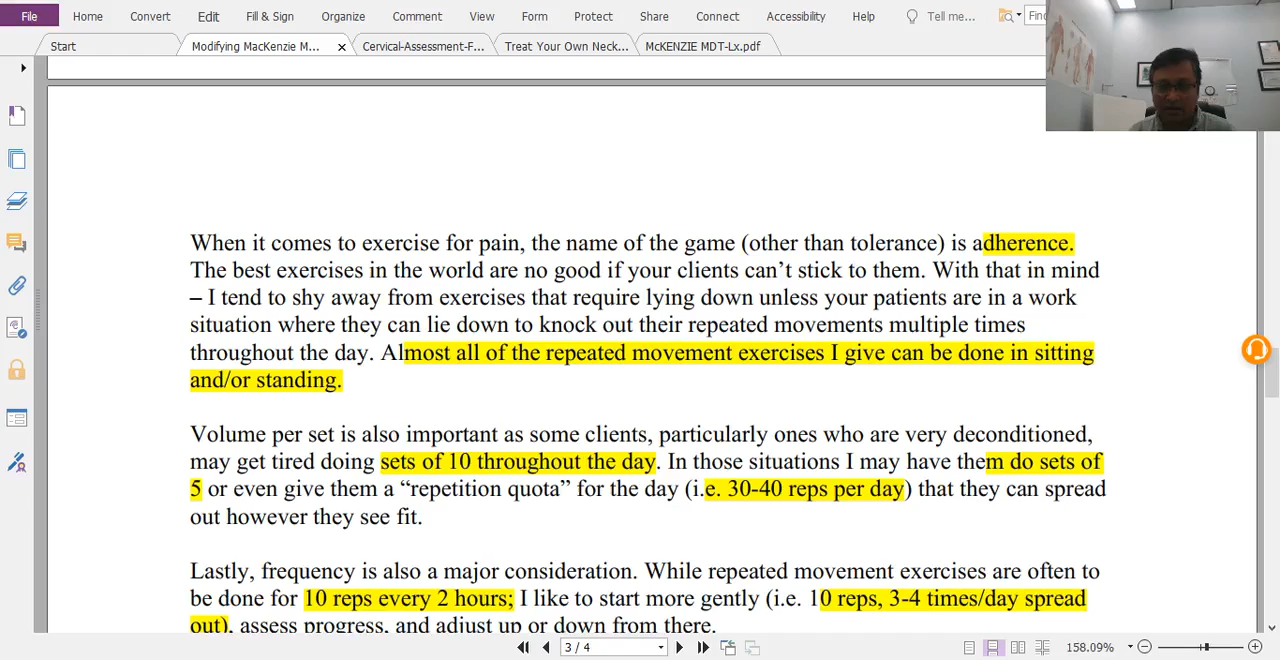 File Home Convert Edit Fill & Sign Organize Comment View Form Protect Share Connect Accessibility Help Tell me... Find
Start Modifying MacKenzie M... Cervical-Assessment-F... Treat Your Own Neck... McKENZIE MDT-Lx.pdf
When it comes to exercise for pain, the name of the game (other than tolerance) is adherence.
The best exercises in the world are no good if your clients can’t stick to them. With that in mind
– I tend to shy away from exercises that require lying down unless your patients are in a work
situation where they can lie down to knock out their repeated movements multiple times
throughout the day. Almost all of the repeated movement exercises I give can be done in sitting
and/or standing.
Volume per set is also important as some clients, particularly ones who are very deconditioned,
may get tired doing sets of 10 throughout the day. In those situations I may have them do sets of
5 or even give them a “repetition quota” for the day (i.e. 30-40 reps per day) that they can spread
out however they see fit.
Lastly, frequency is also a major consideration. While repeated movement exercises are often to
be done for 10 reps every 2 hours; I like to start more gently (i.e. 10 reps, 3-4 times/day spread
out), assess progress, and adjust up or down from there.
3 / 4 158.09%